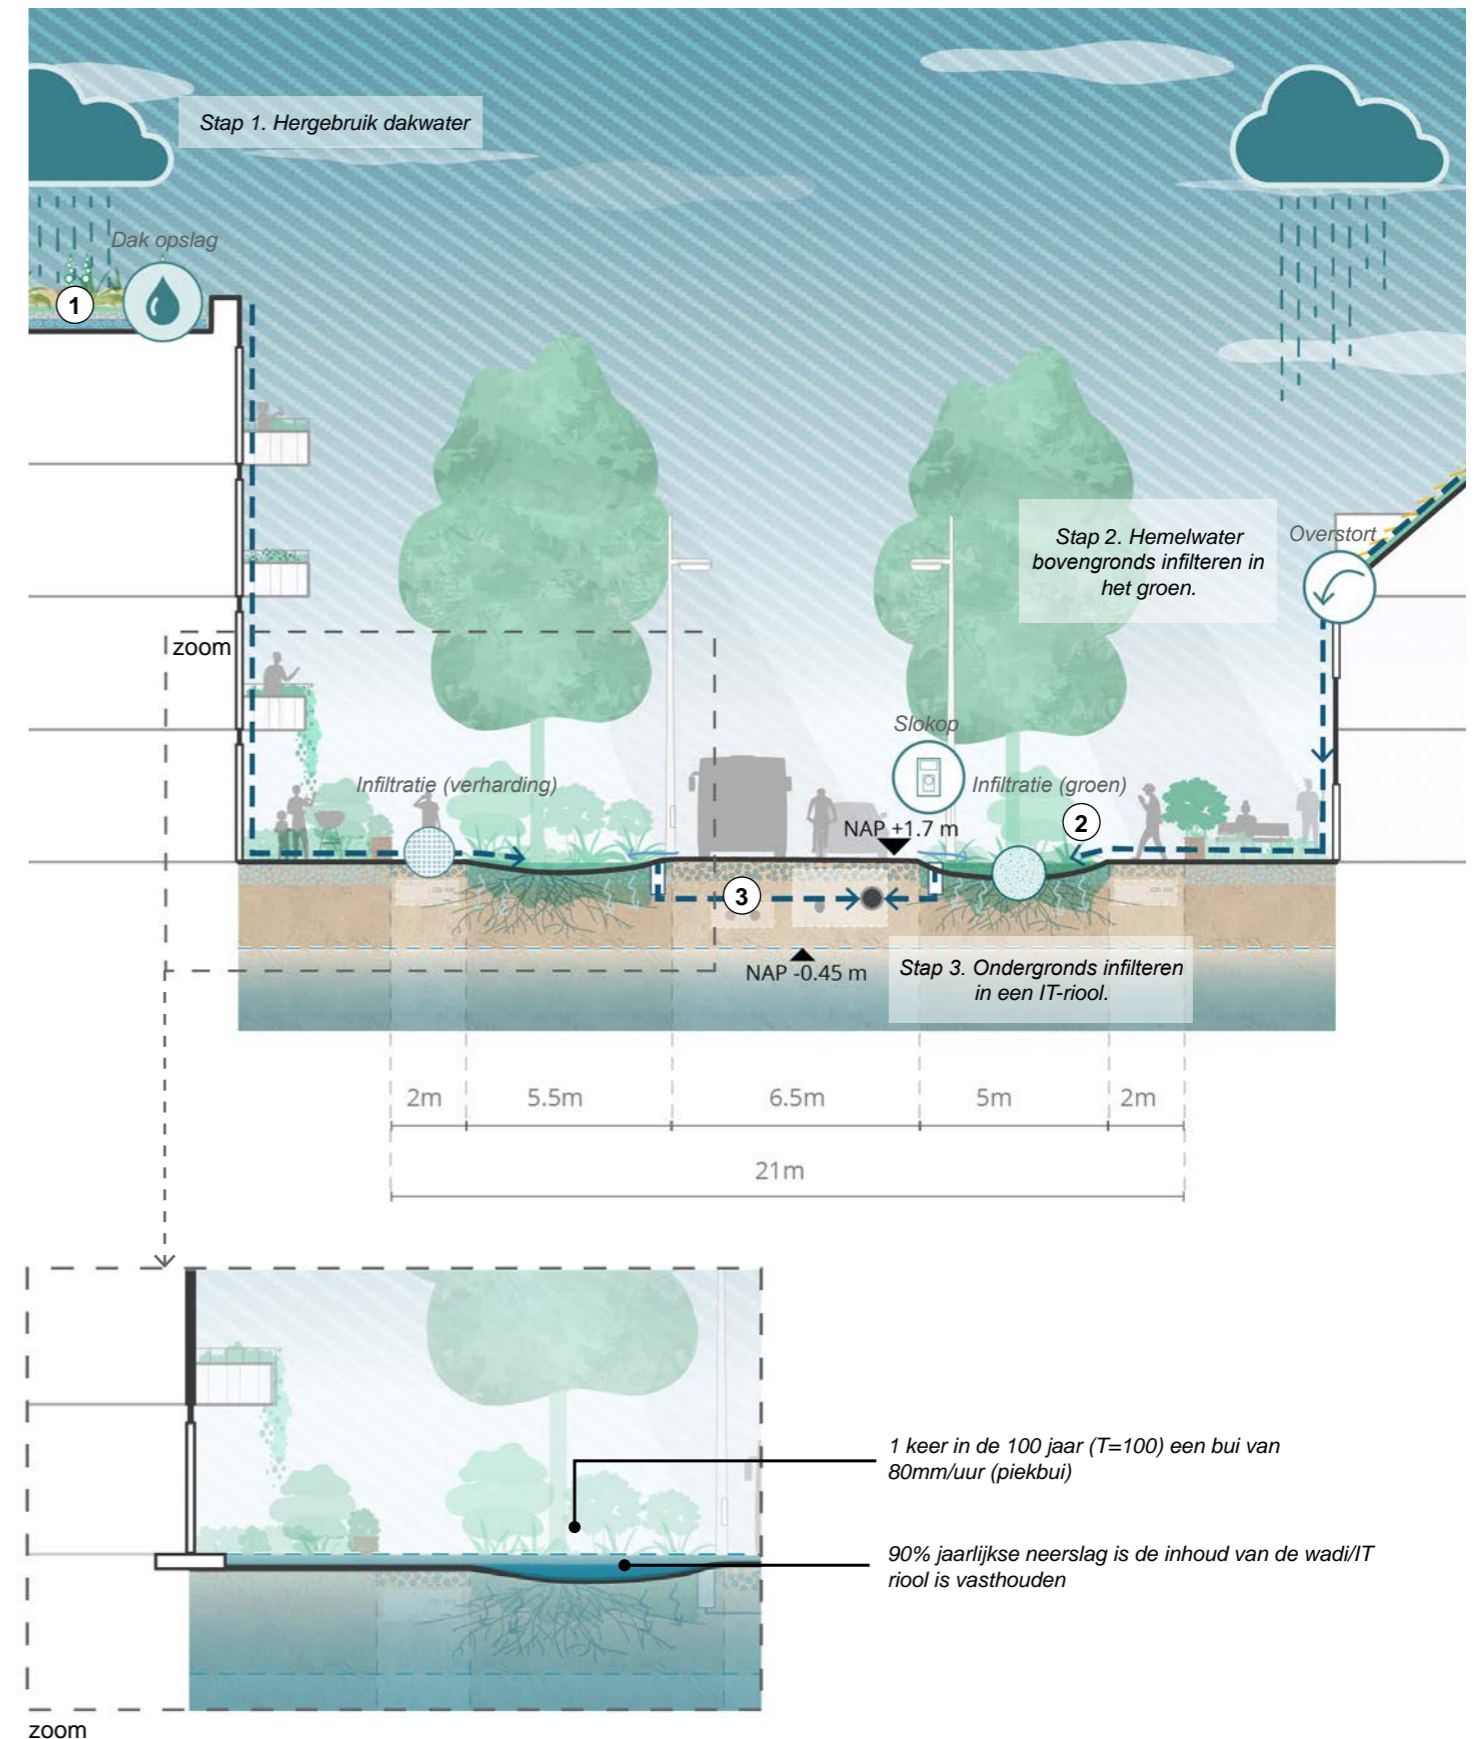 Stap 1. Hergebruik dakwater
Dak opslag
1
Stap 2. Hemelwater
bovengronds infilteren in
het groen.
Overstort
zoom
Slokop
Infiltratie (verharding)
Infiltratie (groen)
2
NAP +1.7 m
3
NAP -0.45 m
Stap 3. Ondergronds infilteren
in een IT-riool.
2m
5.5m
6.5m
5m
2m
21m
1 keer in de 100 jaar (T=100) een bui van
80mm/uur (piekbui)
90% jaarlijkse neerslag is de inhoud van de wadi/IT
riool is vasthouden
zoom